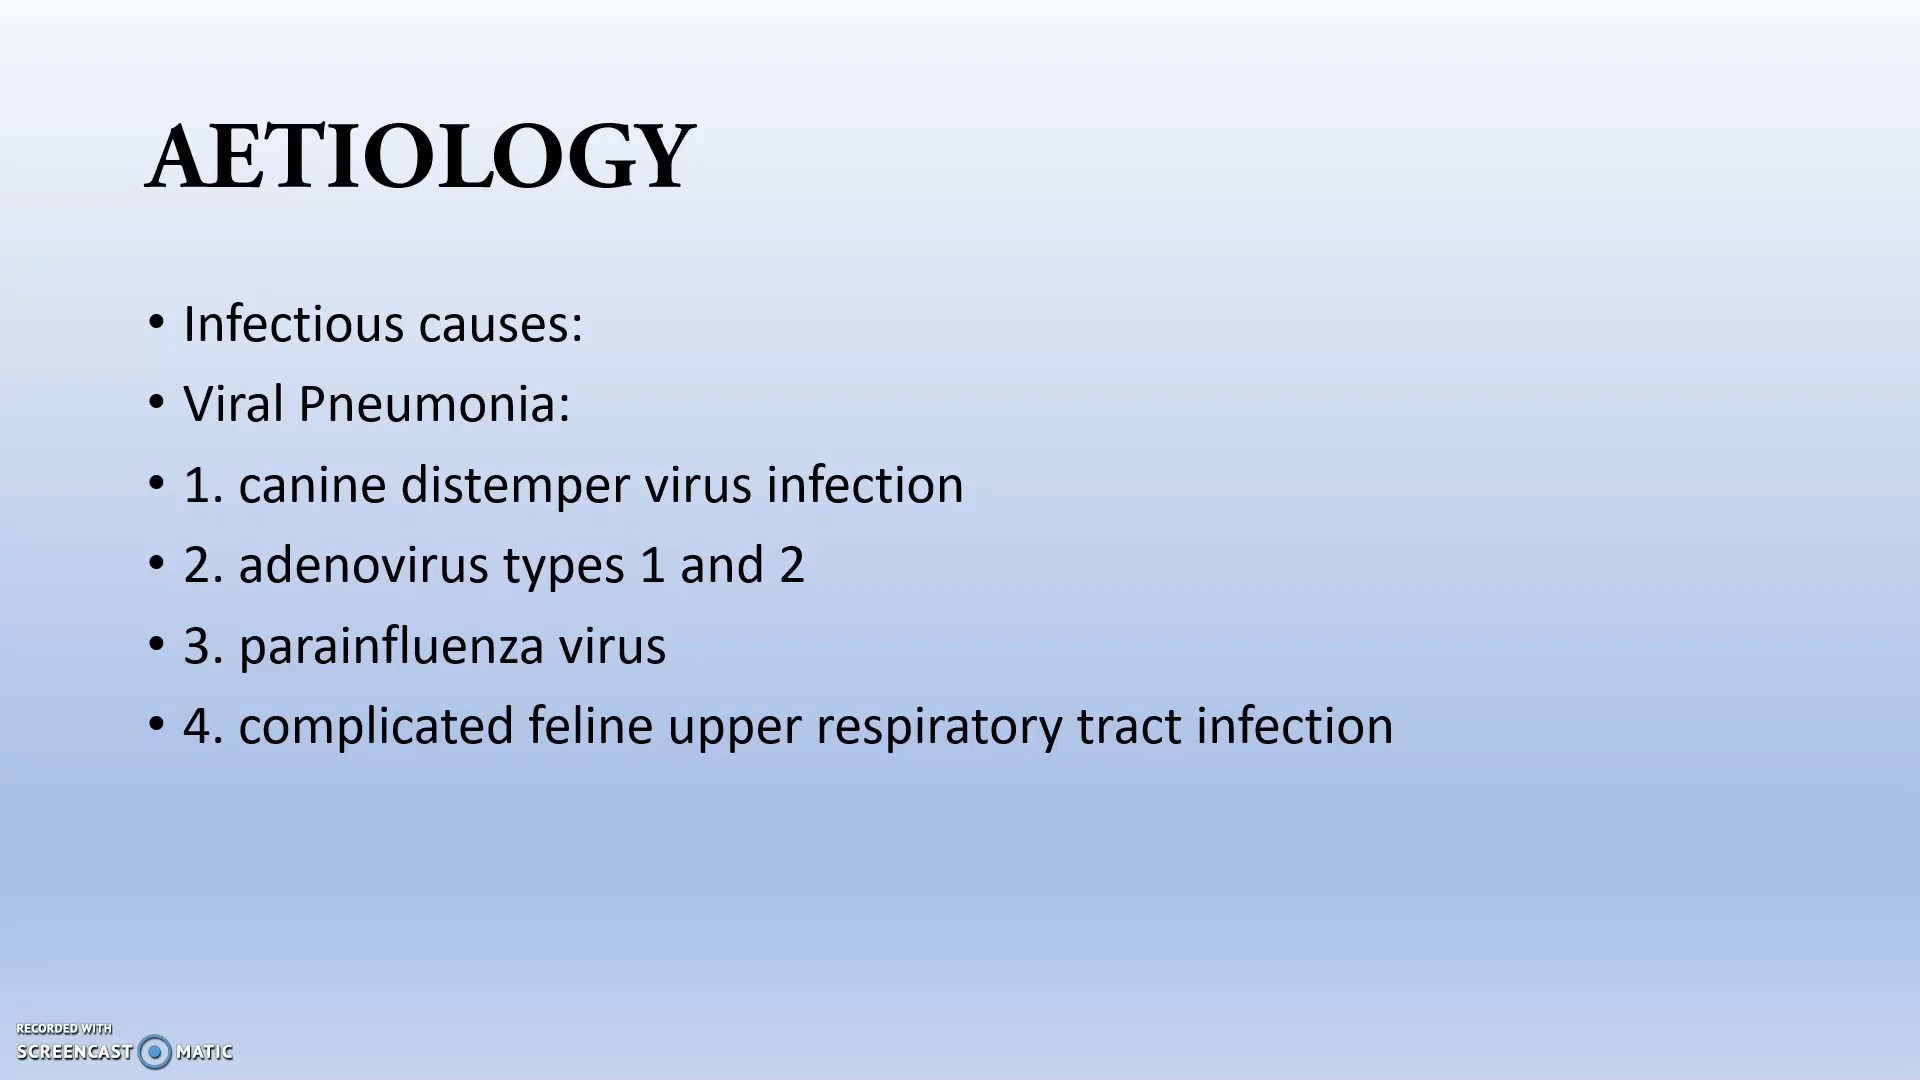 AETIOLOGY
• Infectious causes:
• Viral Pneumonia:
• 1. canine distemper virus infection
• 2. adenovirus types 1 and 2
• 3. parainfluenza virus
• 4. complicated feline upper respiratory tract infection
RECORDED WITH
SCREENCAST MATIC